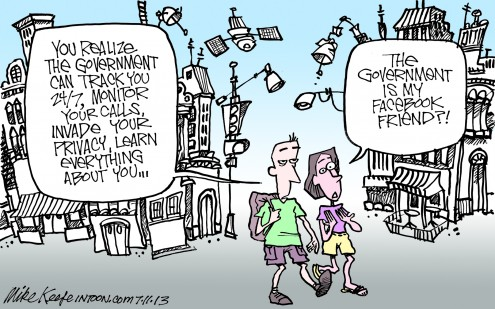 YOU REALIZE
THE GOVERNMENT
CAN TRACK YOU
24/7, MONITOR
YOUR CALLS,
INVADE YOUR
PRIVACY, LEARN
EVERYTHING
ABOUT YOU...
THE
GOVERNMENT
IS MY
FACEBOOK
FRIEND?!
Mike Keefe INTOON.COM 7-11-13